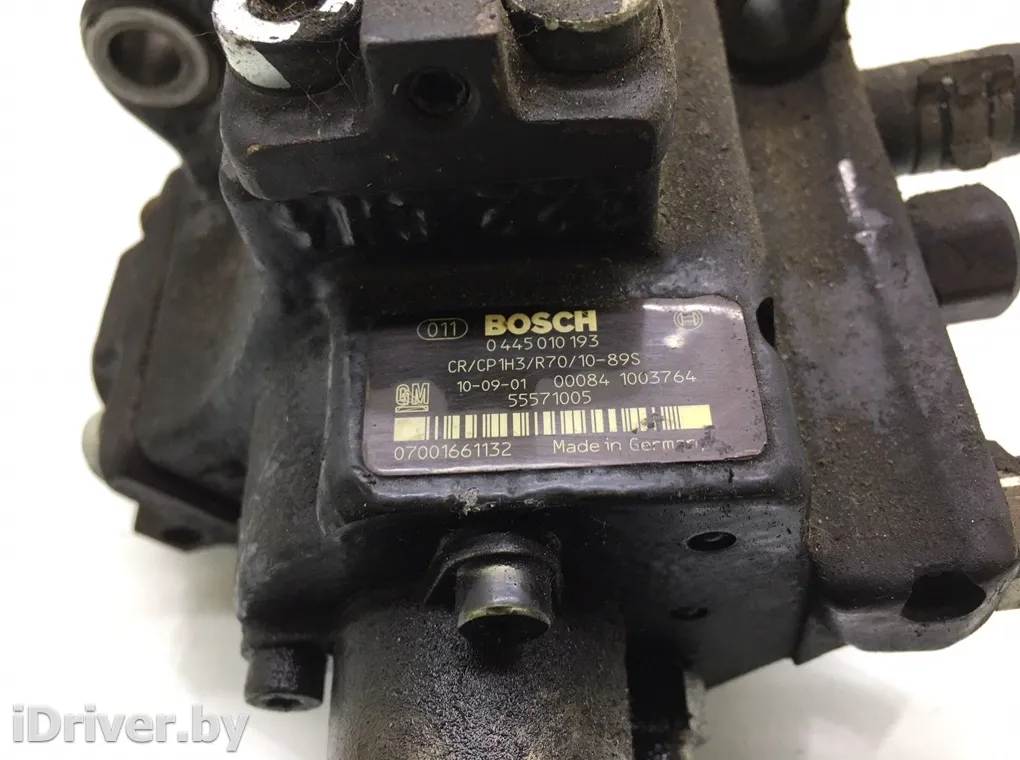 011 BOSCH
0 445 010 193
CR/CP1H3/R70/10-89S
GM 10-09-01 00084 1003764
55571005
07001661132 Made in Germany
iDriver.by